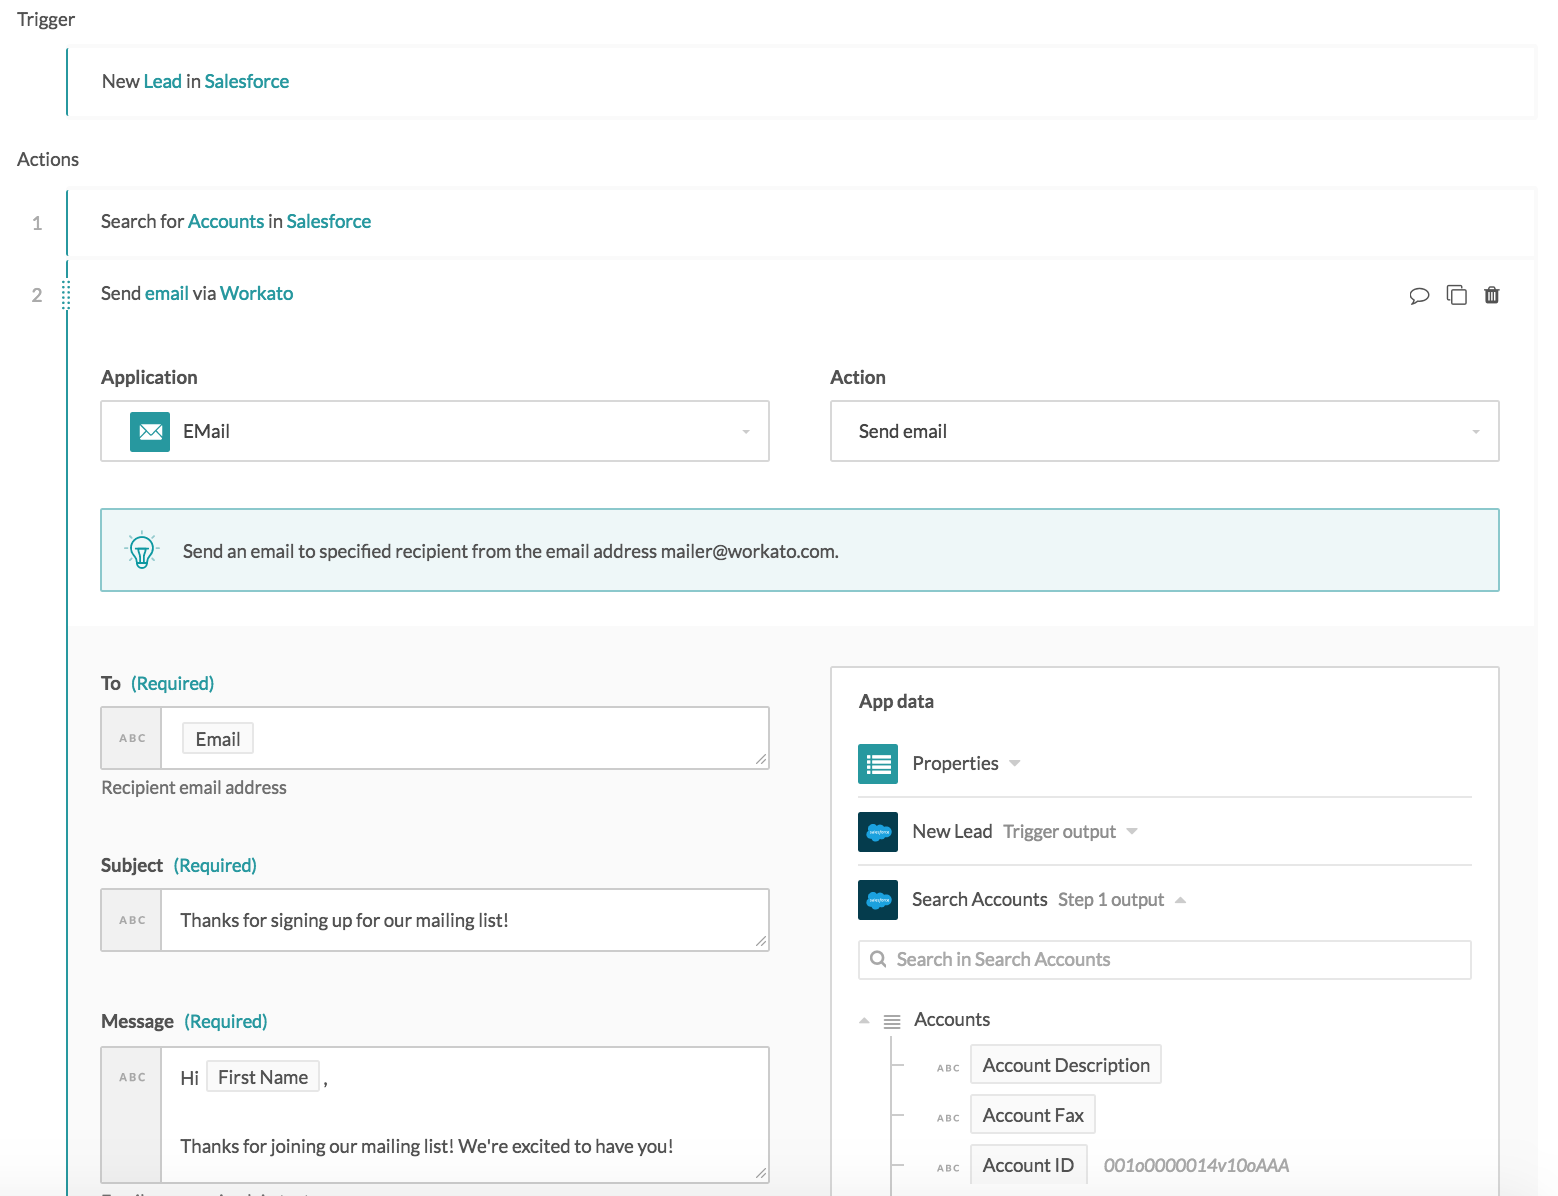 Trigger
New Lead in Salesforce
Actions
1
Search for Accounts in Salesforce
2
Send email via Workato
Application
Action
EMail
Send email
Send an email to specified recipient from the email address mailer@workato.com.
To (Required)
ABC Email
Recipient email address
Subject (Required)
ABC Thanks for signing up for our mailing list!
Message (Required)
ABC Hi First Name ,
Thanks for joining our mailing list! We're excited to have you!
App data
Properties
New Lead Trigger output
Search Accounts Step 1 output
Search in Search Accounts
Accounts
ABC Account Description
ABC Account Fax
ABC Account ID 001o0000014v10oAAA